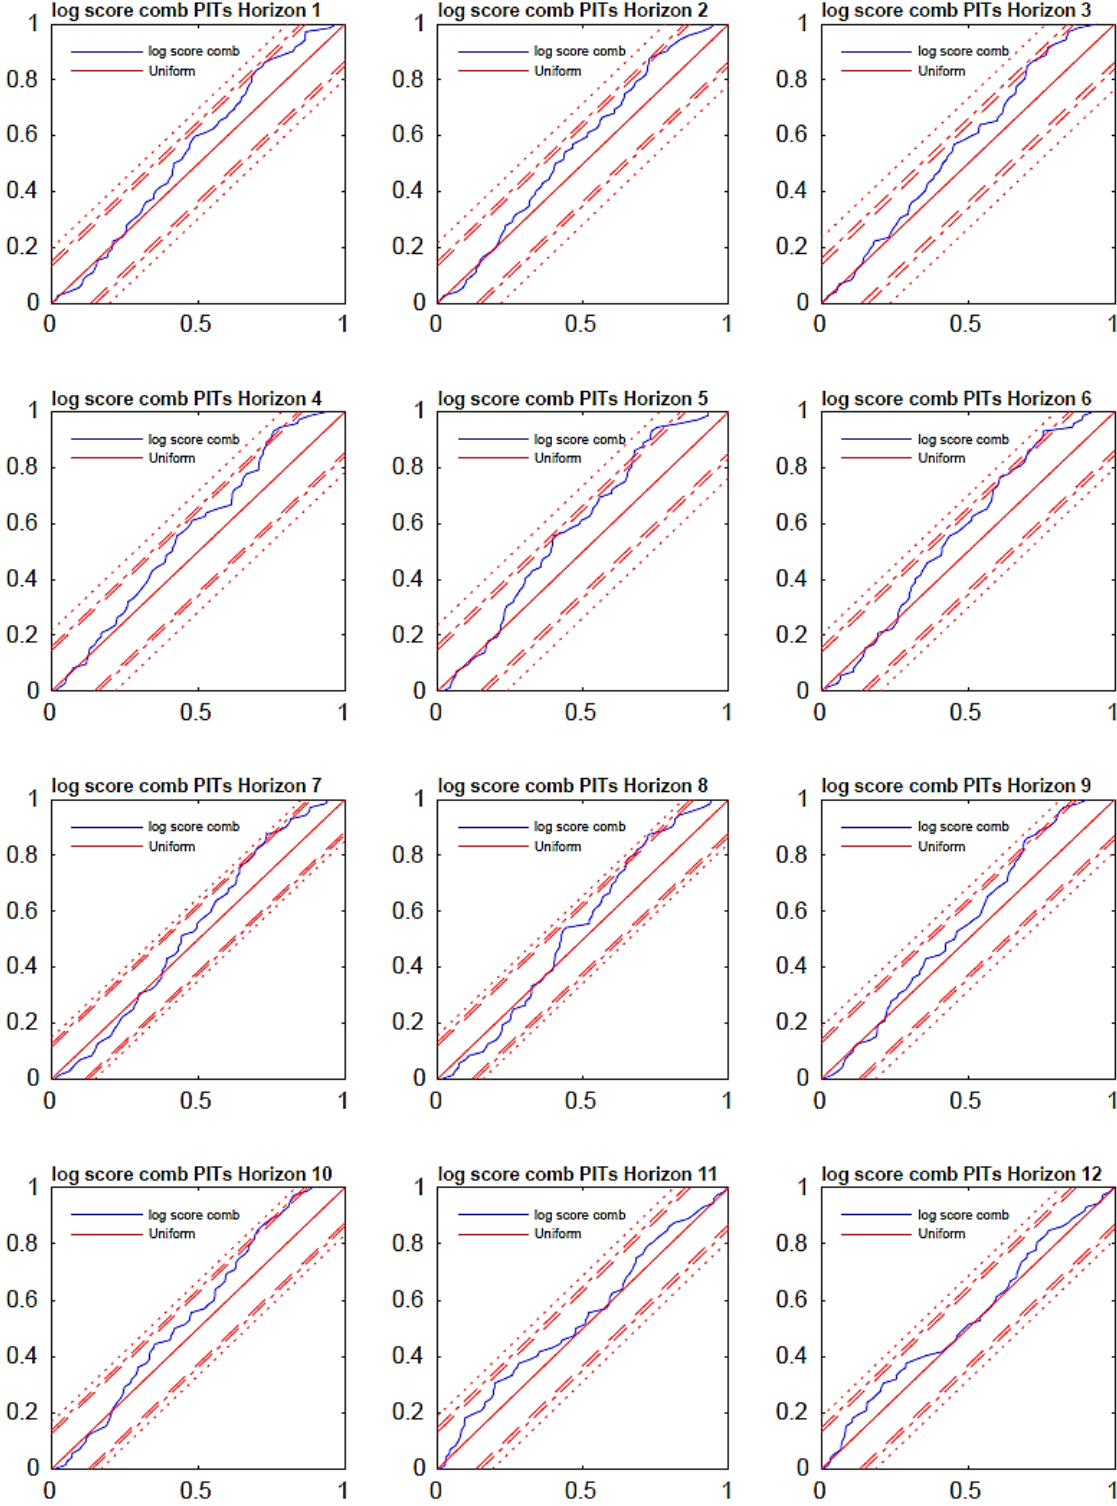 log score comb PITs Horizon 1
1
log score comb
Uniform
0.8
0.6
0.4
0.2
0
0 0.5 1
log score comb PITs Horizon 2
1
log score comb
Uniform
0.8
0.6
0.4
0.2
0
0 0.5 1
log score comb PITs Horizon 3
1
log score comb
Uniform
0.8
0.6
0.4
0.2
0
0 0.5 1
log score comb PITs Horizon 4
1
log score comb
Uniform
0.8
0.6
0.4
0.2
0
0 0.5 1
log score comb PITs Horizon 5
1
log score comb
Uniform
0.8
0.6
0.4
0.2
0
0 0.5 1
log score comb PITs Horizon 6
1
log score comb
Uniform
0.8
0.6
0.4
0.2
0
0 0.5 1
log score comb PITs Horizon 7
1
log score comb
Uniform
0.8
0.6
0.4
0.2
0
0 0.5 1
log score comb PITs Horizon 8
1
log score comb
Uniform
0.8
0.6
0.4
0.2
0
0 0.5 1
log score comb PITs Horizon 9
1
log score comb
Uniform
0.8
0.6
0.4
0.2
0
0 0.5 1
log score comb PITs Horizon 10
1
log score comb
Uniform
0.8
0.6
0.4
0.2
0
0 0.5 1
log score comb PITs Horizon 11
1
log score comb
Uniform
0.8
0.6
0.4
0.2
0
0 0.5 1
log score comb PITs Horizon 12
1
log score comb
Uniform
0.8
0.6
0.4
0.2
0
0 0.5 1